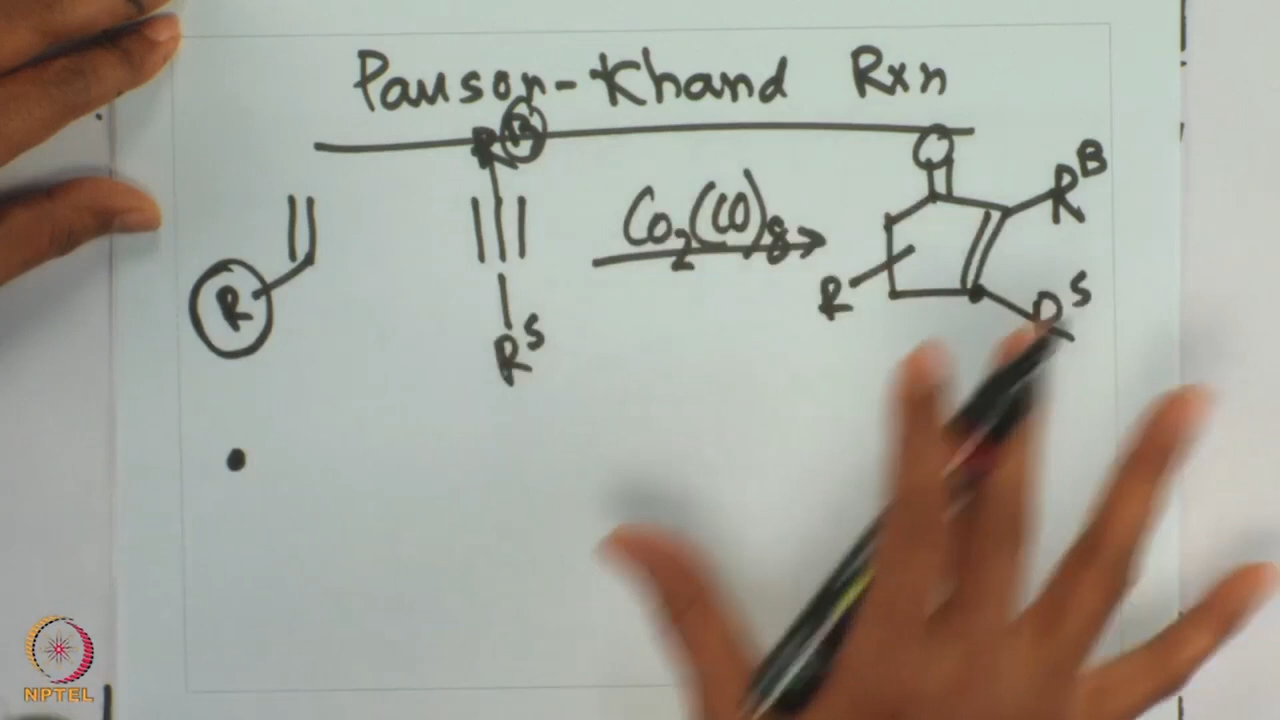 Pauson-Khand Rxn
R
R^B
R^S
Co₂(CO)₈
O
R^B
R
R^S
NPTEL